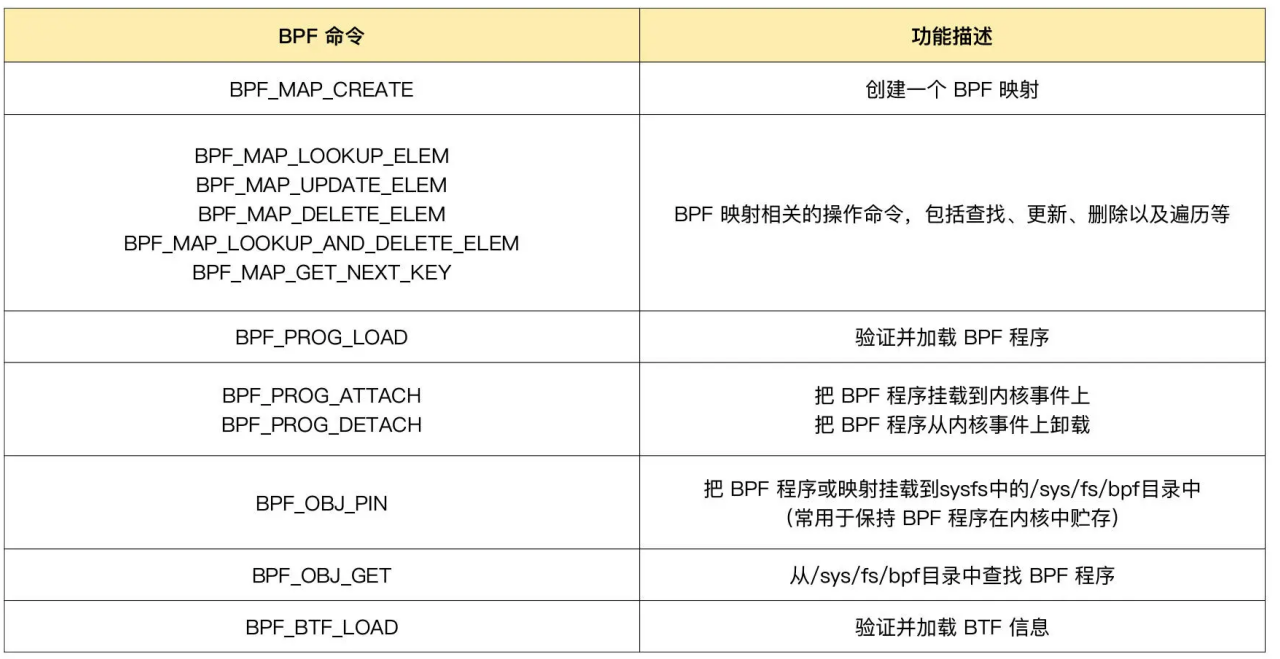 BPF 命令
功能描述
BPF_MAP_CREATE
创建一个 BPF 映射
BPF_MAP_LOOKUP_ELEM
BPF_MAP_UPDATE_ELEM
BPF_MAP_DELETE_ELEM
BPF_MAP_LOOKUP_AND_DELETE_ELEM
BPF_MAP_GET_NEXT_KEY
BPF 映射相关的操作命令，包括查找、更新、删除以及遍历等
BPF_PROG_LOAD
验证并加载 BPF 程序
BPF_PROG_ATTACH
BPF_PROG_DETACH
把 BPF 程序挂载到内核事件上
把 BPF 程序从内核事件上卸载
BPF_OBJ_PIN
把 BPF 程序或映射挂载到sysfs中的/sys/fs/bpf目录中
（常用于保持 BPF 程序在内核中贮存）
BPF_OBJ_GET
从/sys/fs/bpf目录中查找 BPF 程序
BPF_BTF_LOAD
验证并加载 BTF 信息